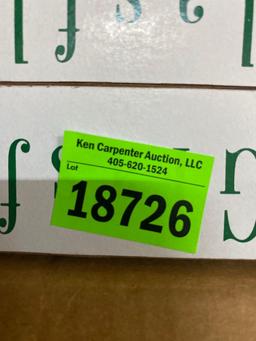 Ken Carpenter Auction, LLC
405-620-1524
Lot
18726